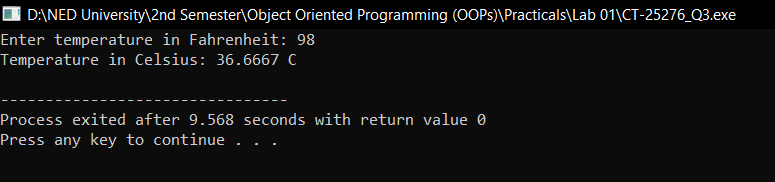 D:\NED University\2nd Semester\Object Oriented Programming (OOPs)\Practicals\Lab 01\CT-25276_Q3.exe
Enter temperature in Fahrenheit: 98
Temperature in Celsius: 36.6667 C
--------------------------------
Process exited after 9.568 seconds with return value 0
Press any key to continue . . .